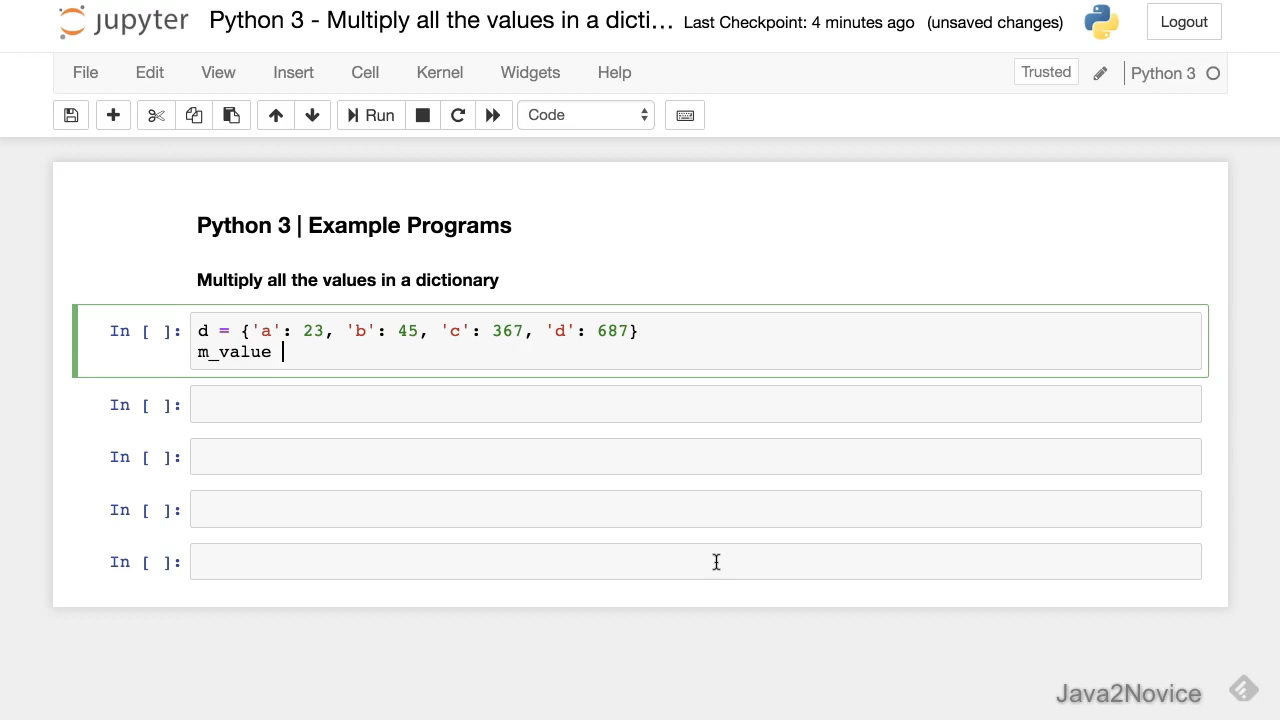 jupyter Python 3 - Multiply all the values in a dicti... Last Checkpoint: 4 minutes ago (unsaved changes) Logout
File Edit View Insert Cell Kernel Widgets Help Trusted Python 3
Run Code
Python 3 | Example Programs
Multiply all the values in a dictionary
In [ ]: d = {'a': 23, 'b': 45, 'c': 367, 'd': 687}
m_value
In [ ]:
In [ ]:
In [ ]:
In [ ]:
Java2Novice